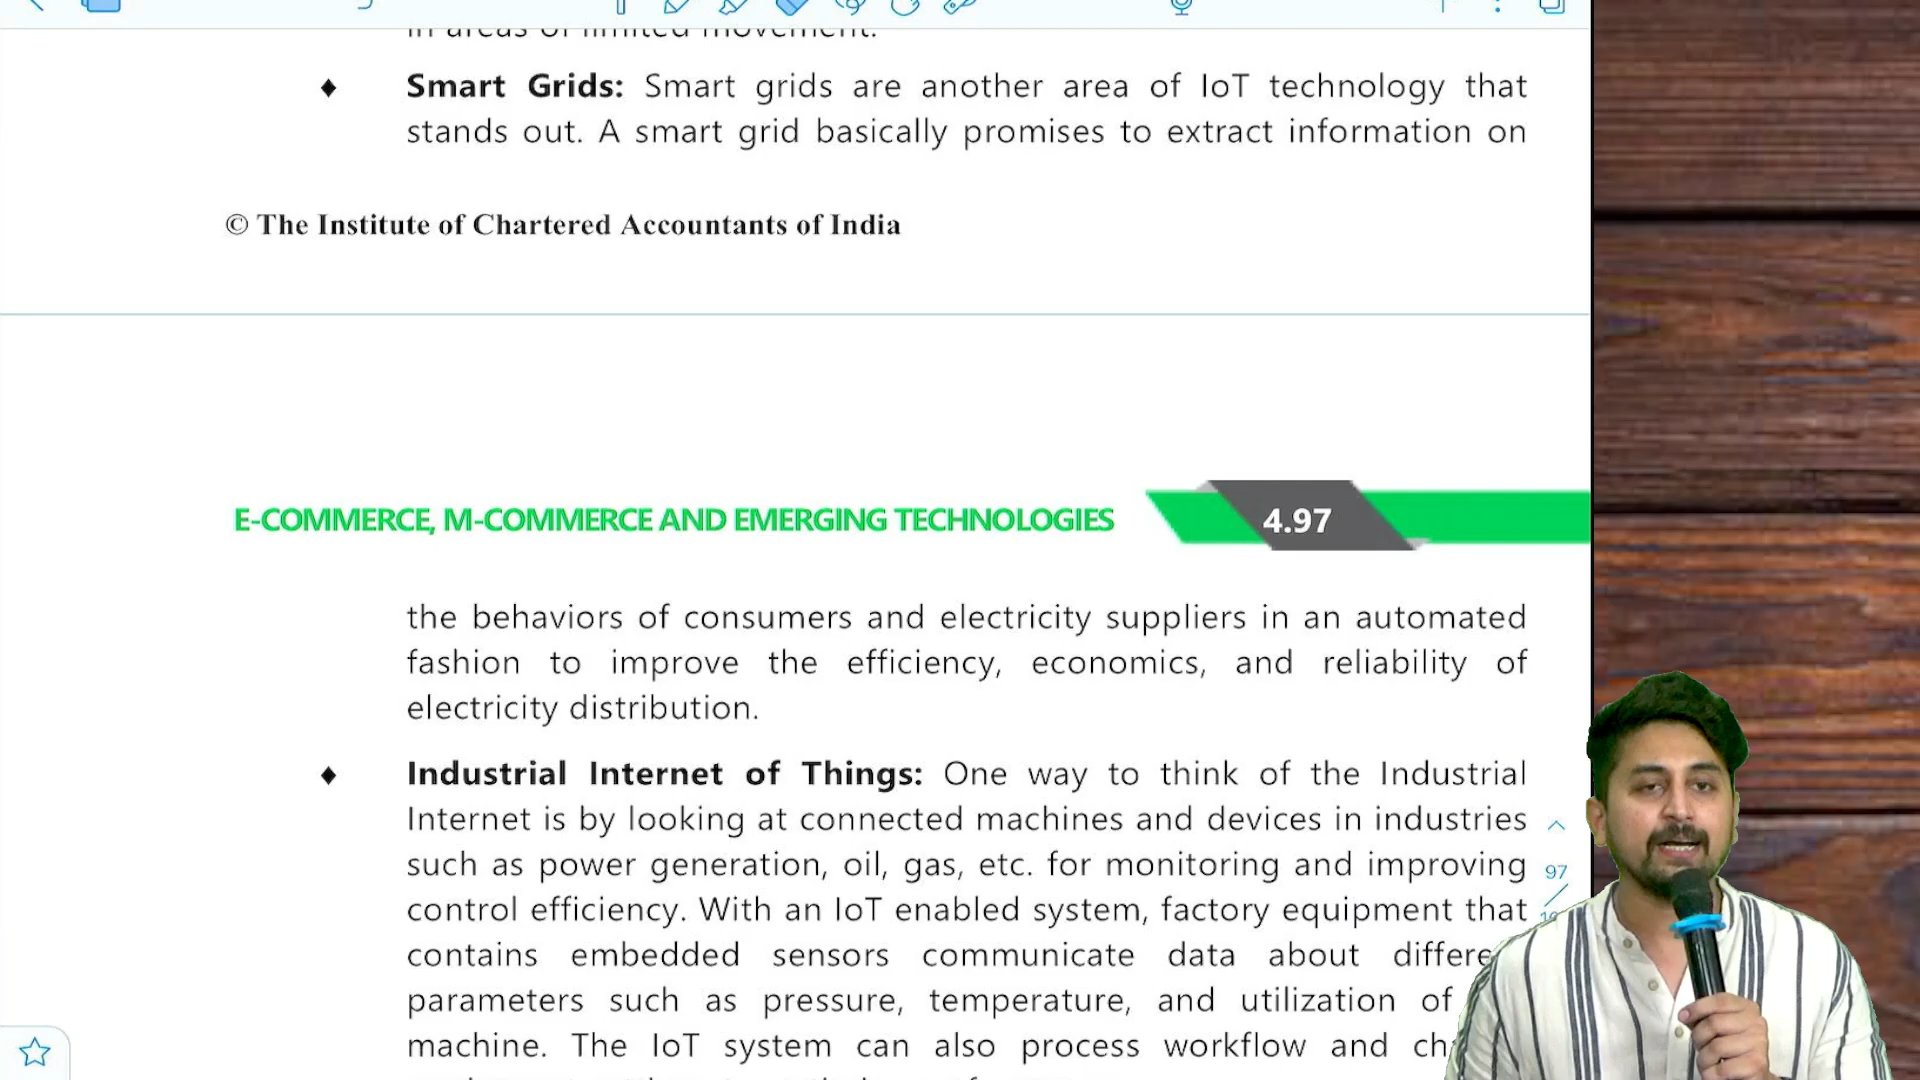 in areas of limited movement.
♦ Smart Grids: Smart grids are another area of IoT technology that
stands out. A smart grid basically promises to extract information on
© The Institute of Chartered Accountants of India
E-COMMERCE, M-COMMERCE AND EMERGING TECHNOLOGIES 4.97
the behaviors of consumers and electricity suppliers in an automated
fashion to improve the efficiency, economics, and reliability of
electricity distribution.
♦ Industrial Internet of Things: One way to think of the Industrial
Internet is by looking at connected machines and devices in industries
such as power generation, oil, gas, etc. for monitoring and improving
control efficiency. With an IoT enabled system, factory equipment that
contains embedded sensors communicate data about
parameters such as pressure, temperature, and utilization of
machine. The IoT system can also process workflow and
97